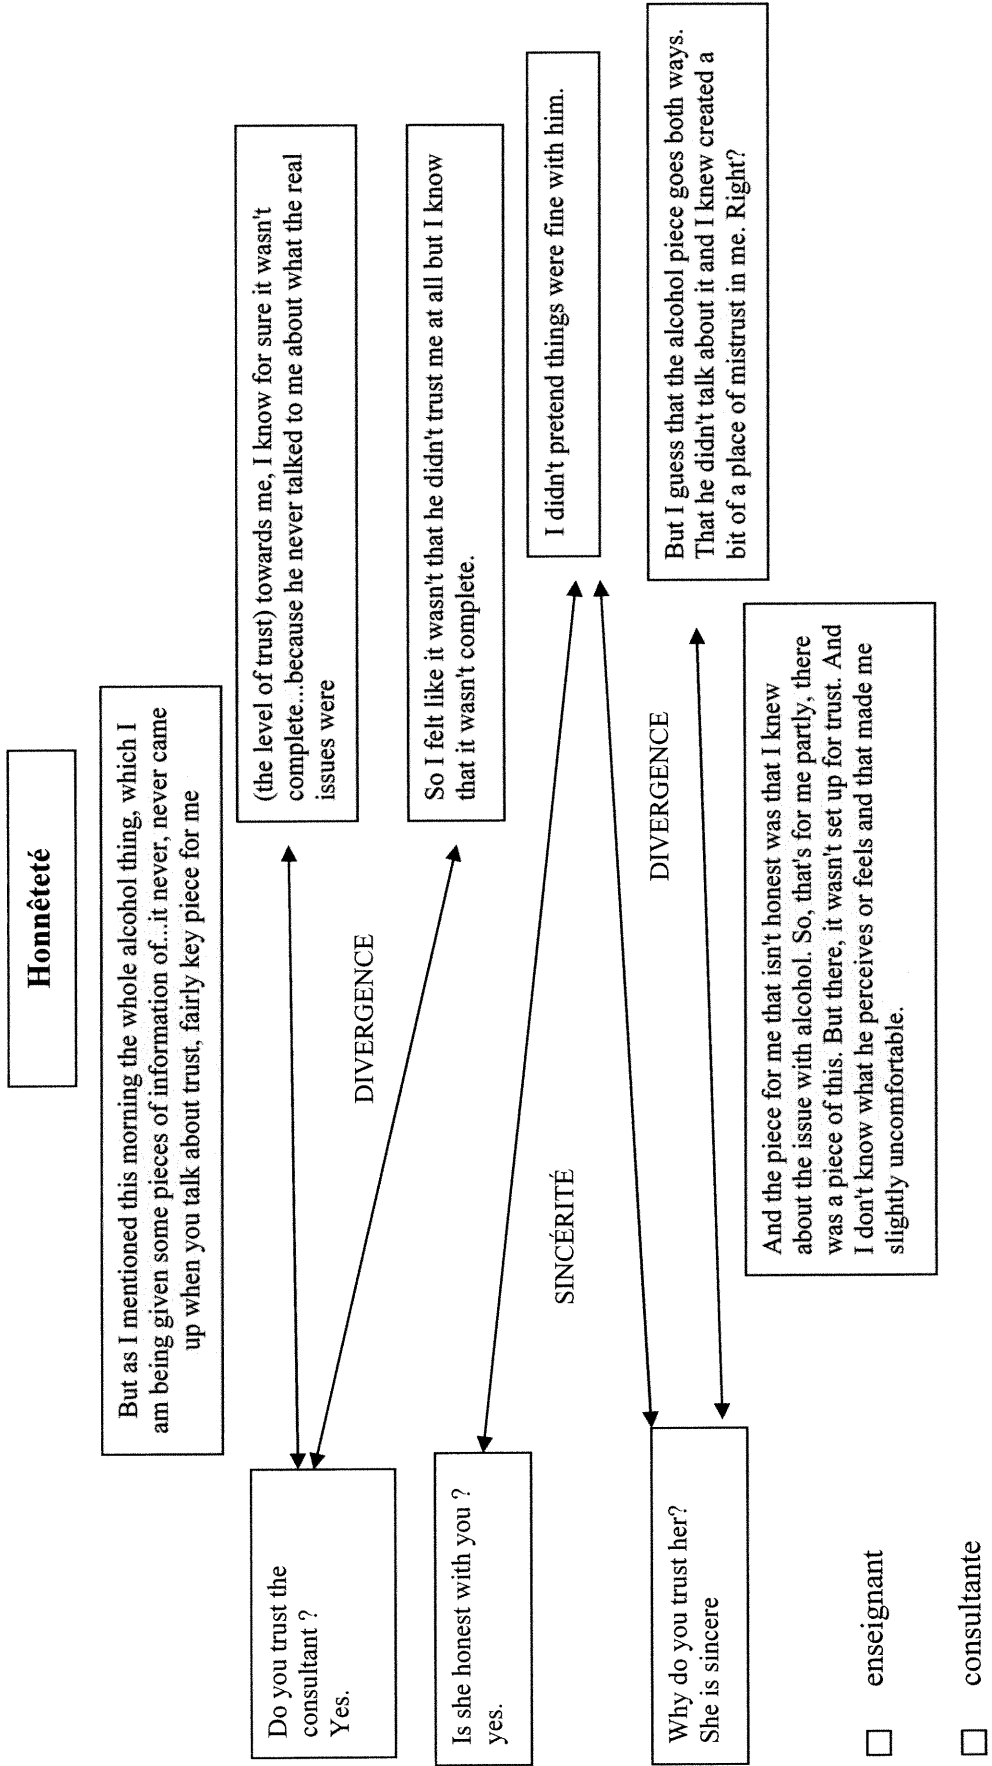 Honnêteté
But as I mentioned this morning the whole alcohol thing, which I
am being given some pieces of information of...it never, never came
up when you talk about trust, fairly key piece for me
Do you trust the
consultant ?
Yes.
(the level of trust) towards me, I know for sure it wasn't
complete...because he never talked to me about what the real
issues were
DIVERGENCE
So I felt like it wasn't that he didn't trust me at all but I know
that it wasn't complete.
Is she honest with you ?
yes.
I didn't pretend things were fine with him.
SINCÉRITÉ
DIVERGENCE
Why do you trust her?
She is sincere
But I guess that the alcohol piece goes both ways.
That he didn't talk about it and I knew created a
bit of a place of mistrust in me. Right?
And the piece for me that isn't honest was that I knew
about the issue with alcohol. So, that's for me partly, there
was a piece of this. But there, it wasn't set up for trust. And
I don't know what he perceives or feels and that made me
slightly uncomfortable.
enseignant
consultante